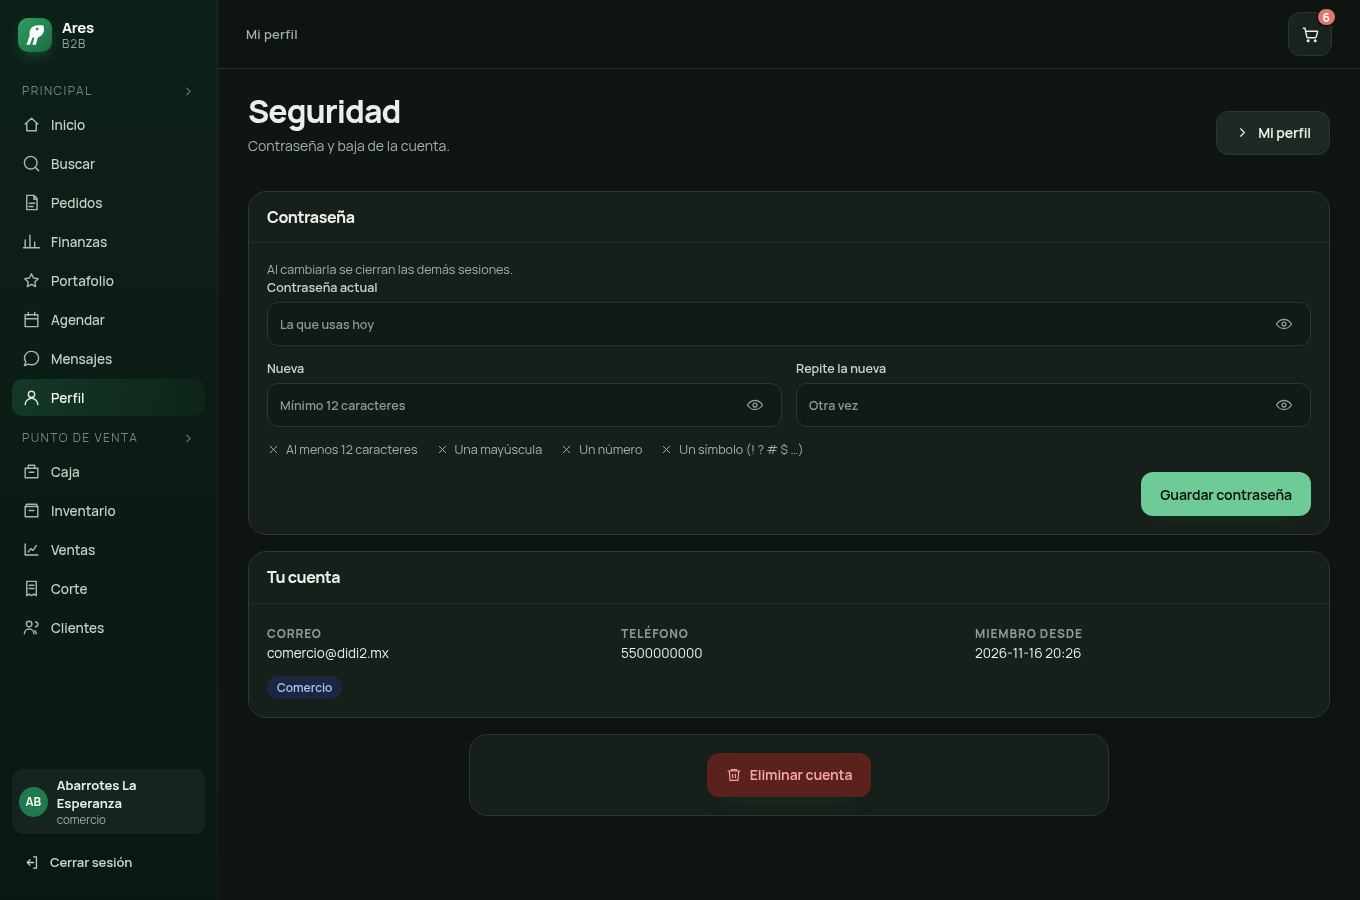 Ares
B2B
PRINCIPAL
Inicio
Buscar
Pedidos
Finanzas
Portafolio
Agendar
Mensajes
Perfil
PUNTO DE VENTA
Caja
Inventario
Ventas
Corte
Clientes
AB
Abarrotes La
Esperanza
comercio
Cerrar sesión
Mi perfil
6
Seguridad
Contraseña y baja de la cuenta.
Mi perfil
Contraseña
Al cambiarla se cierran las demás sesiones.
Contraseña actual
La que usas hoy
Nueva
Repite la nueva
Mínimo 12 caracteres
Otra vez
Al menos 12 caracteres
Una mayúscula
Un número
Un símbolo (! ? # $ …)
Guardar contraseña
Tu cuenta
CORREO
TELÉFONO
MIEMBRO DESDE
comercio@didi2.mx
5500000000
2026-11-16 20:26
Comercio
Eliminar cuenta